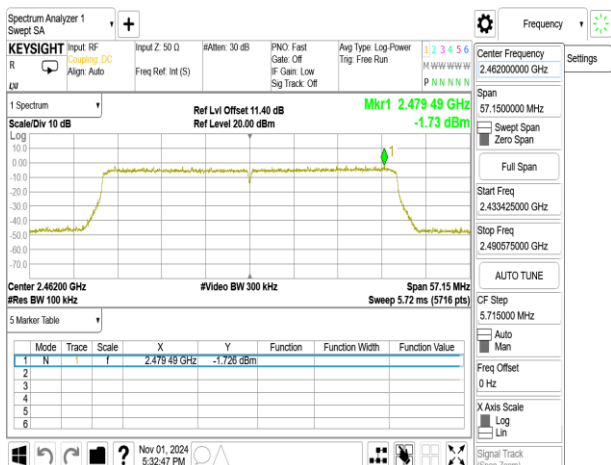 Spectrum Analyzer 1
Swept SA
+
Frequency
KEYSIGHT
R
LXI
Input: RF
Coupling: DC
Align: Auto
Input Z: 50 Ω
Freq Ref: Int (S)
#Atten: 30 dB
PNO: Fast
Gate: Off
IF Gain: Low
Sig Track: Off
Avg Type: Log-Power
Trig: Free Run
1 2 3 4 5 6
M W W W W W
P N N N N N
Center Frequency
2.462000000 GHz
Settings
Span
57.1500000 MHz
Swept Span
Zero Span
Full Span
Start Freq
2.433425000 GHz
Stop Freq
2.490575000 GHz
AUTO TUNE
CF Step
5.715000 MHz
Auto
Man
Freq Offset
0 Hz
X Axis Scale
Log
Lin
Signal Track
(Span Zoom)
1 Spectrum
Scale/Div 10 dB
Ref Lvl Offset 11.40 dB
Ref Level 20.00 dBm
Mkr1 2.479 49 GHz
-1.73 dBm
Log
10.0
0.00
-10.0
-20.0
-30.0
-40.0
-50.0
-60.0
-70.0
1
Center 2.46200 GHz
#Res BW 100 kHz
#Video BW 300 kHz
Span 57.15 MHz
Sweep 5.72 ms (5716 pts)
5 Marker Table
Mode Trace Scale X Y Function Function Width Function Value
1 N 1 f 2.479 49 GHz -1.726 dBm
2
3
4
5
6
?
Nov 01, 2024
5:32:47 PM